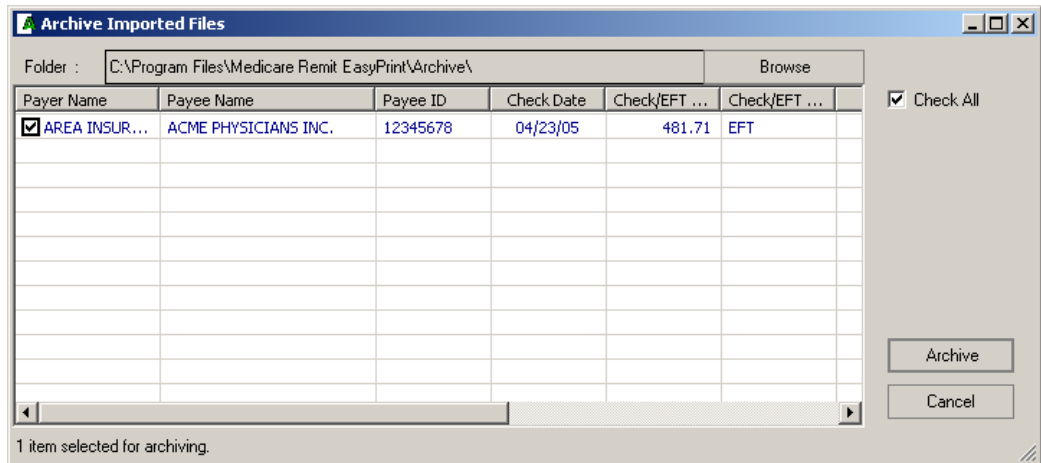 Archive Imported Files
Folder : C:\Program Files\Medicare Remit EasyPrint\Archive\ Browse
Payer Name Payee Name Payee ID Check Date Check/EFT ... Check/EFT ...
Check All
AREA INSUR... ACME PHYSICIANS INC. 12345678 04/23/05 481.71 EFT
Archive
Cancel
1 item selected for archiving.